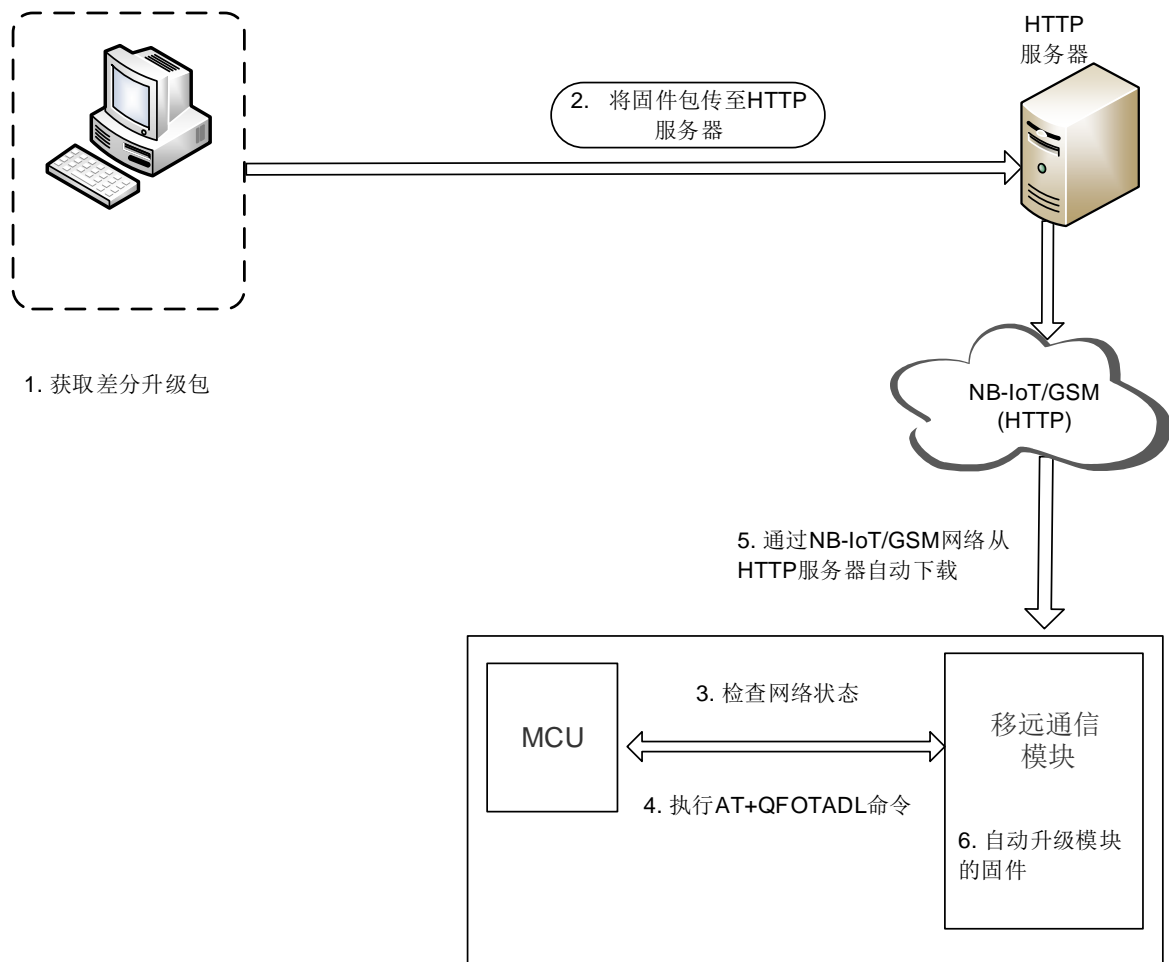 HTTP
服务器
2. 将固件包传至HTTP
服务器
1. 获取差分升级包
NB-IoT/GSM
(HTTP)
5. 通过NB-IoT/GSM网络从
HTTP服务器自动下载
3. 检查网络状态
MCU
移远通信
模块
4. 执行AT+QFOTADL命令
6. 自动升级模块
的固件